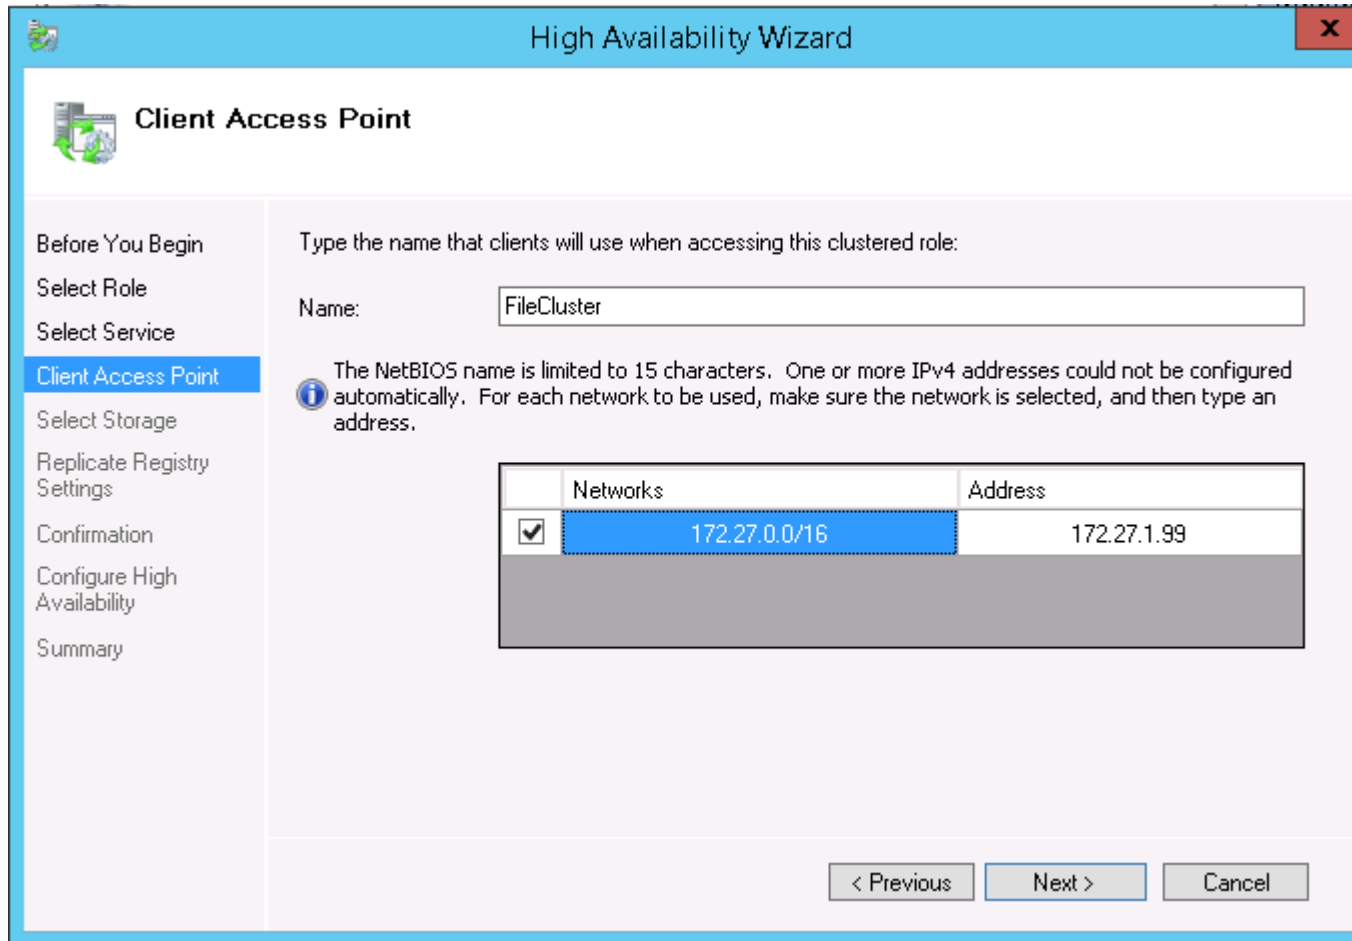 High Availability Wizard
x
Client Access Point
Before You Begin
Select Role
Select Service
Client Access Point
Select Storage
Replicate Registry
Settings
Confirmation
Configure High
Availability
Summary
Type the name that clients will use when accessing this clustered role:
Name: FileCluster
The NetBIOS name is limited to 15 characters. One or more IPv4 addresses could not be configured
automatically. For each network to be used, make sure the network is selected, and then type an
address.
Networks Address
172.27.0.0/16 172.27.1.99
< Previous Next > Cancel